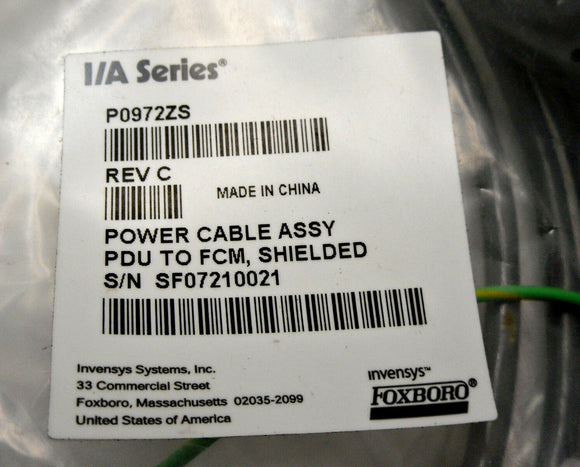 I/A Series®
P0972ZS
REV C
MADE IN CHINA
POWER CABLE ASSY
PDU TO FCM, SHIELDED
S/N SF07210021
Invensys Systems, Inc.
33 Commercial Street
Foxboro, Massachusetts 02035-2099
United States of America
invensys™
FOXBORO®